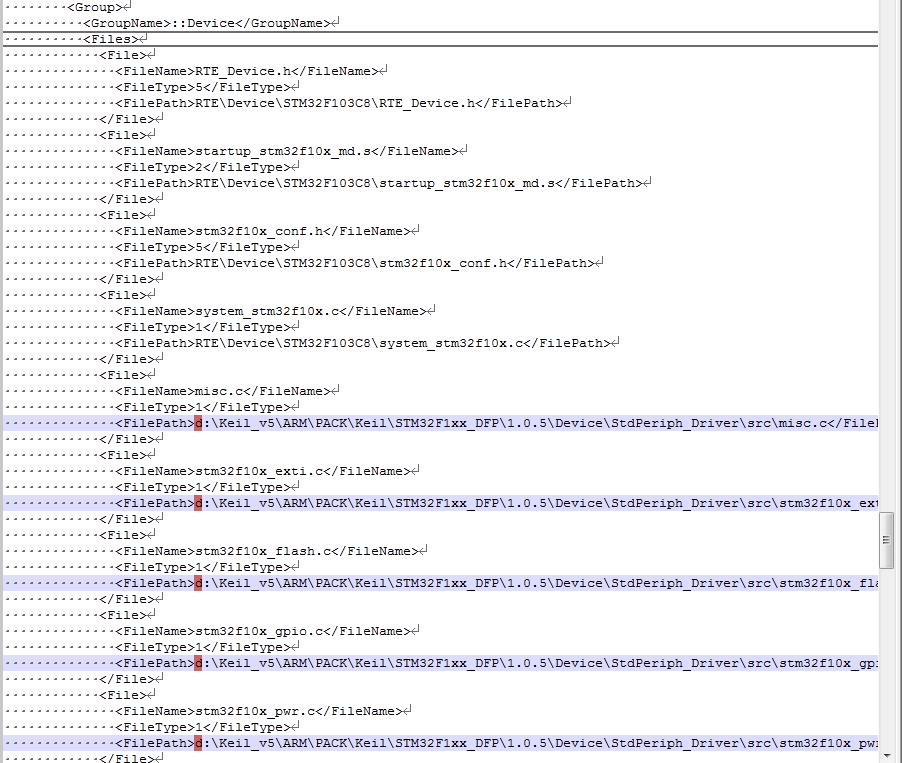 <Group>
<GroupName>::Device</GroupName>
<Files>
<File>
<FileName>RTE_Device.h</FileName>
<FileType>5</FileType>
<FilePath>RTE\Device\STM32F103C8\RTE_Device.h</FilePath>
</File>
<File>
<FileName>startup_stm32f10x_md.s</FileName>
<FileType>2</FileType>
<FilePath>RTE\Device\STM32F103C8\startup_stm32f10x_md.s</FilePath>
</File>
<File>
<FileName>stm32f10x_conf.h</FileName>
<FileType>5</FileType>
<FilePath>RTE\Device\STM32F103C8\stm32f10x_conf.h</FilePath>
</File>
<File>
<FileName>system_stm32f10x.c</FileName>
<FileType>1</FileType>
<FilePath>RTE\Device\STM32F103C8\system_stm32f10x.c</FilePath>
</File>
<File>
<FileName>misc.c</FileName>
<FileType>1</FileType>
<FilePath>d:\Keil_v5\ARM\PACK\Keil\STM32F1xx_DFP\1.0.5\Device\StdPeriph_Driver\src\misc.c</File
</File>
<File>
<FileName>stm32f10x_exti.c</FileName>
<FileType>1</FileType>
<FilePath>d:\Keil_v5\ARM\PACK\Keil\STM32F1xx_DFP\1.0.5\Device\StdPeriph_Driver\src\stm32f10x_ext
</File>
<File>
<FileName>stm32f10x_flash.c</FileName>
<FileType>1</FileType>
<FilePath>d:\Keil_v5\ARM\PACK\Keil\STM32F1xx_DFP\1.0.5\Device\StdPeriph_Driver\src\stm32f10x_fla
</File>
<File>
<FileName>stm32f10x_gpio.c</FileName>
<FileType>1</FileType>
<FilePath>d:\Keil_v5\ARM\PACK\Keil\STM32F1xx_DFP\1.0.5\Device\StdPeriph_Driver\src\stm32f10x_gpi
</File>
<File>
<FileName>stm32f10x_pwr.c</FileName>
<FileType>1</FileType>
<FilePath>d:\Keil_v5\ARM\PACK\Keil\STM32F1xx_DFP\1.0.5\Device\StdPeriph_Driver\src\stm32f10x_pwr
</File>